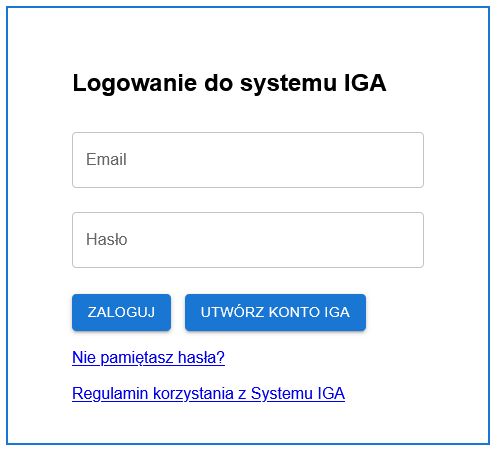 Logowanie do systemu IGA
Email
Hasło
ZALOGUJ
UTWÓRZ KONTO IGA
Nie pamiętasz hasła?
Regulamin korzystania z Systemu IGA